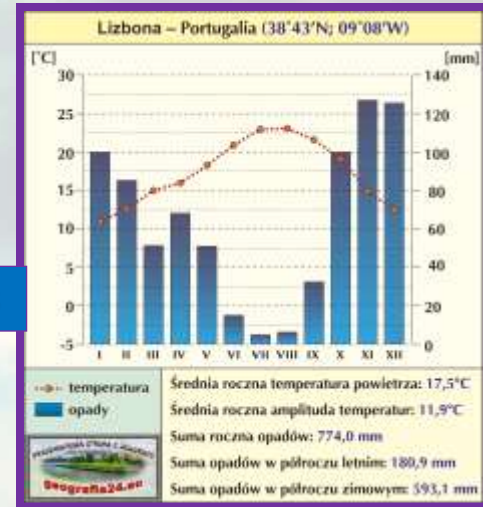 Lizbona – Portugalia (38°43'N; 09°08'W)
[°C] [mm]
30 140
25 120
20 100
15 80
10 60
5 40
0 20
-5 0
I II III IV V VI VII VIII IX X XI XII
temperatura
opady
Średnia roczna temperatura powietrza: 17,5°C
Średnia roczna amplituda temperatur: 11,9°C
Suma roczna opadów: 774,0 mm
Suma opadów w półroczu letnim: 180,9 mm
Suma opadów w półroczu zimowym: 593,1 mm
Geografia24.eu